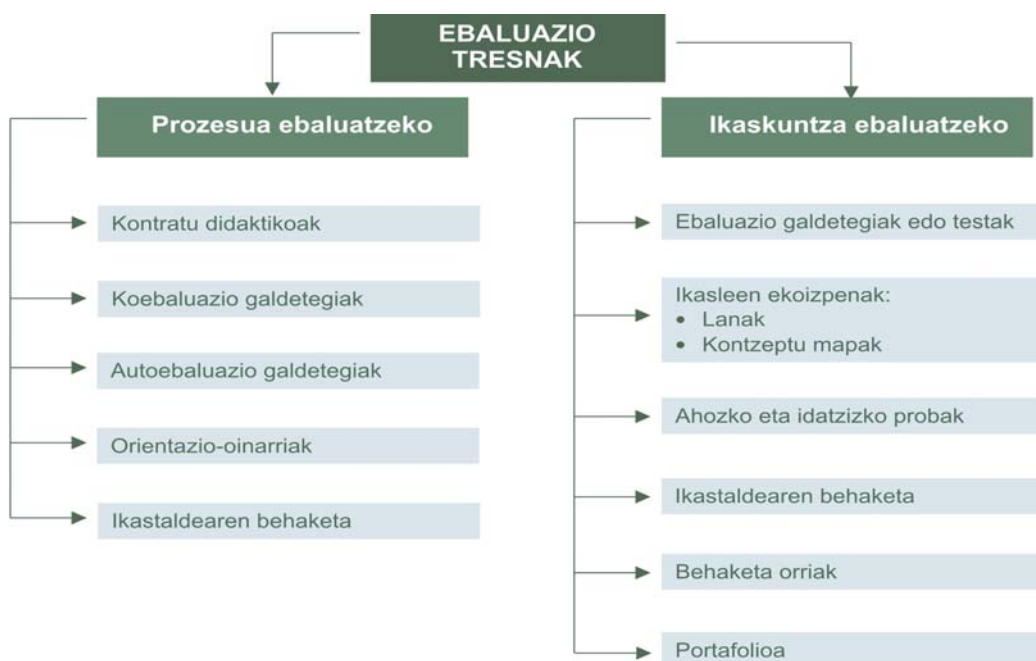 EBALUAZIO
TRESNAK
Prozesua ebaluatzeko
Kontratu didaktikoak
Koebaluazio galdetegiak
Autoebaluazio galdetegiak
Orientazio-oinarriak
Ikastaldearen behaketa
Ikaskuntza ebaluatzeko
Ebaluazio galdetegiak edo testak
Ikasleen ekoizpenak:
• Lanak
• Kontzeptu mapak
Ahozko eta idatzizko probak
Ikastaldearen behaketa
Behaketa orriak
Portafolioa